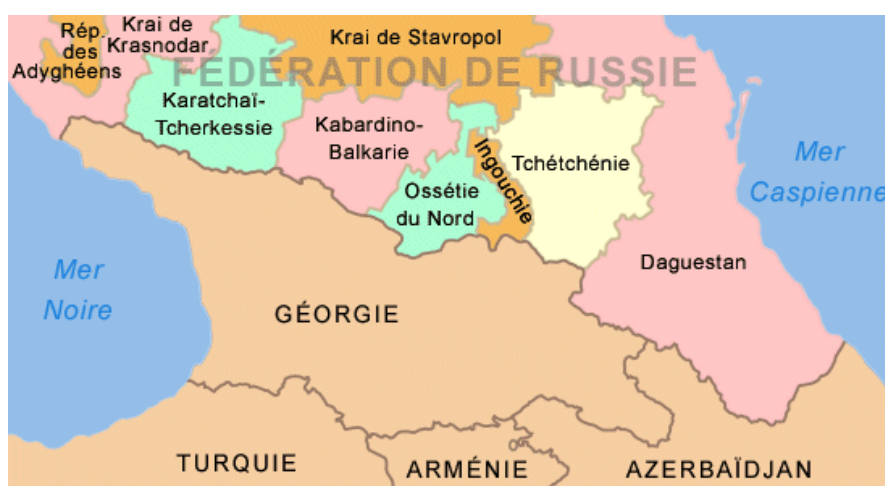 Rép.
des
Adyghéens
Krai de
Krasnodar
Krai de Stavropol
FÉDÉRATION DE RUSSIE
Karatchaï-
Tcherkessie
Kabardino-
Balkarie
Ossétie
du Nord
Ingouchie
Tchétchénie
Mer
Caspienne
Daguestan
Mer
Noire
GÉORGIE
TURQUIE
ARMÉNIE
AZERBAÏDJAN